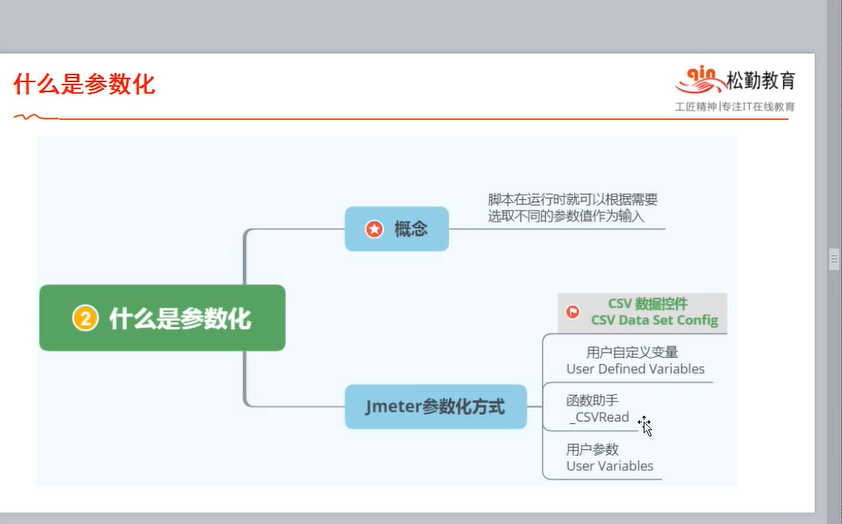 什么是参数化
qin 松勤教育
工匠精神|专注IT在线教育
2 什么是参数化
概念
脚本在运行时就可以根据需要
选取不同的参数值作为输入
Jmeter参数化方式
CSV 数据控件
CSV Data Set Config
用户自定义变量
User Defined Variables
函数助手
_CSVRead
用户参数
User Variables